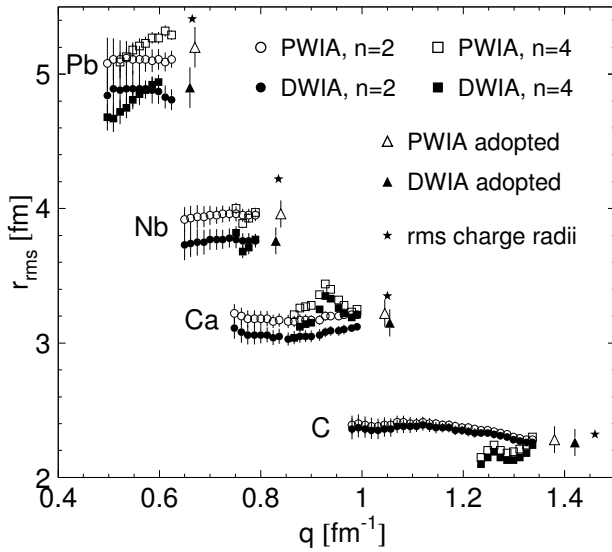 PWIA, n=2
PWIA, n=4
DWIA, n=2
DWIA, n=4
PWIA adopted
DWIA adopted
rms charge radii
Pb
Nb
Ca
C
5
4
3
2
r_rms [fm]
0.4 0.6 0.8 1 1.2 1.4
q [fm⁻¹]